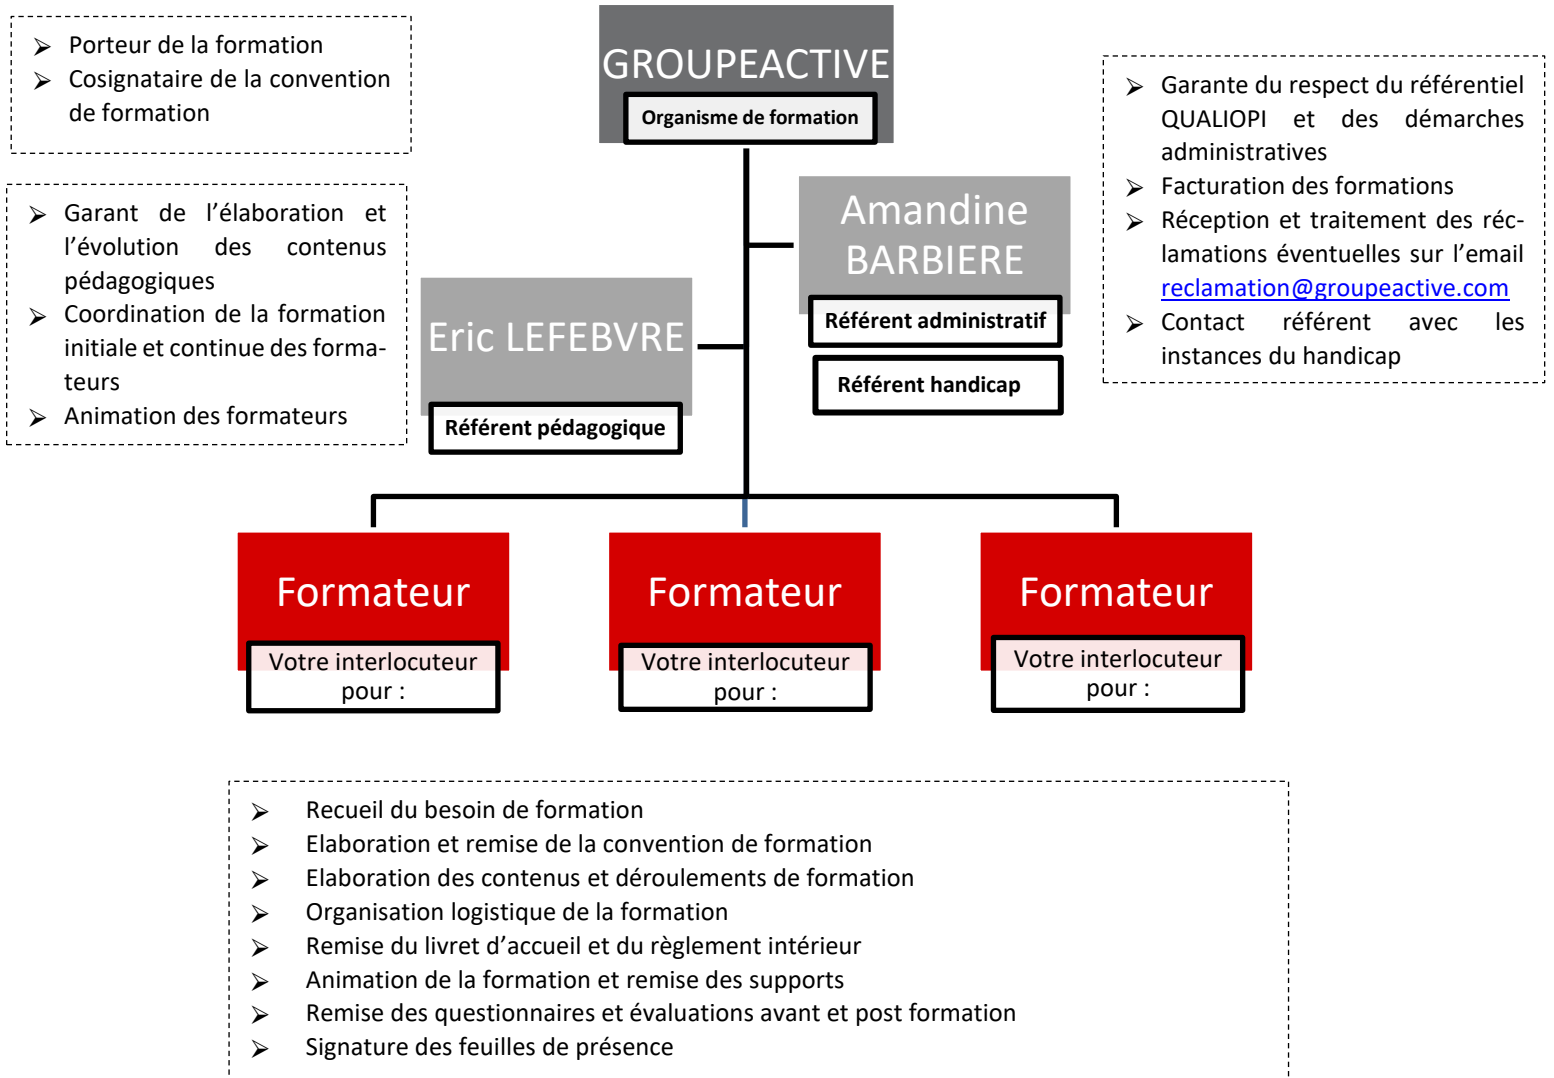 ➢ Porteur de la formation
➢ Cosignataire de la convention
de formation
GROUPEACTIVE
Organisme de formation
➢ Garante du respect du référentiel
QUALIOPI et des démarches
administratives
➢ Facturation des formations
➢ Réception et traitement des réc-
lamations éventuelles sur l’email
reclamation@groupeactive.com
➢ Contact référent avec les
instances du handicap
➢ Garant de l’élaboration et
l’évolution des contenus
pédagogiques
➢ Coordination de la formation
initiale et continue des forma-
teurs
➢ Animation des formateurs
Amandine
BARBIERE
Référent administratif
Référent handicap
Eric LEFEBVRE
Référent pédagogique
Formateur
Votre interlocuteur
pour :
Formateur
Votre interlocuteur
pour :
Formateur
Votre interlocuteur
pour :
➢ Recueil du besoin de formation
➢ Elaboration et remise de la convention de formation
➢ Elaboration des contenus et déroulements de formation
➢ Organisation logistique de la formation
➢ Remise du livret d’accueil et du règlement intérieur
➢ Animation de la formation et remise des supports
➢ Remise des questionnaires et évaluations avant et post formation
➢ Signature des feuilles de présence